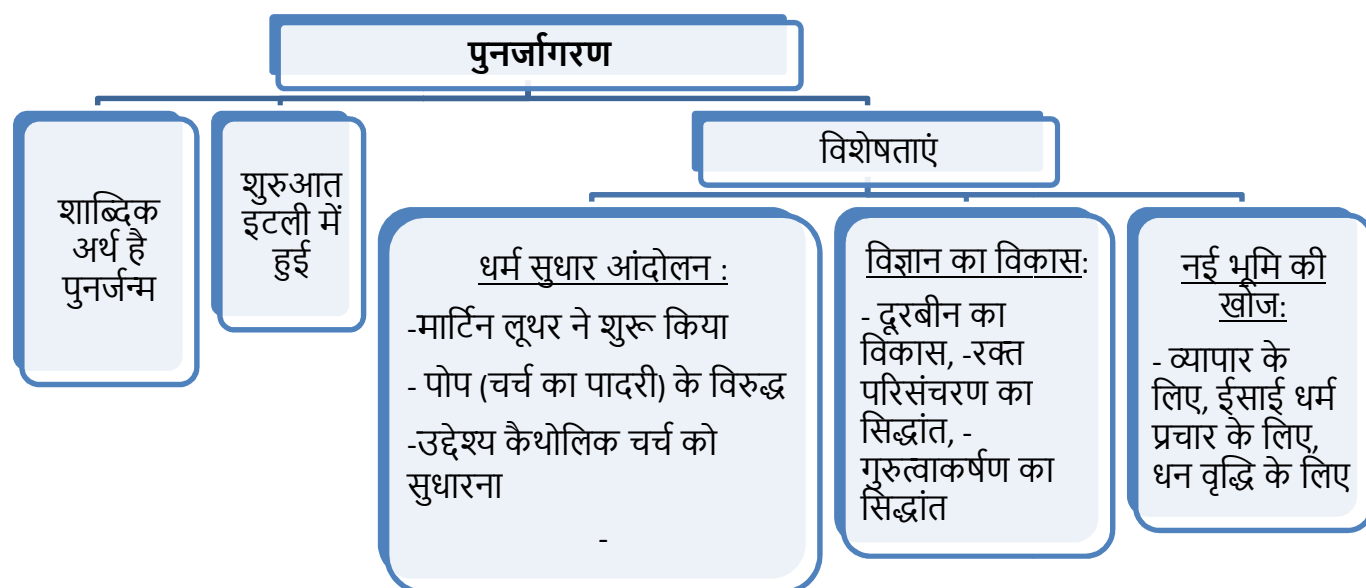 पुनर्जागरण
शाब्दिक
अर्थ है
पुनर्जन्म
शुरुआत
इटली में
हुई
विशेषताएं
धर्म सुधार आंदोलन :
-मार्टिन लूथर ने शुरू किया
- पोप (चर्च का पादरी) के विरुद्ध
-उद्देश्य कैथोलिक चर्च को
सुधारना
-
विज्ञान का विकास:
- दूरबीन का
विकास, -रक्त
परिसंचरण का
सिद्धांत, -
गुरुत्वाकर्षण का
सिद्धांत
नई भूमि की
खोज:
- व्यापार के
लिए, ईसाई धर्म
प्रचार के लिए,
धन वृद्धि के लिए